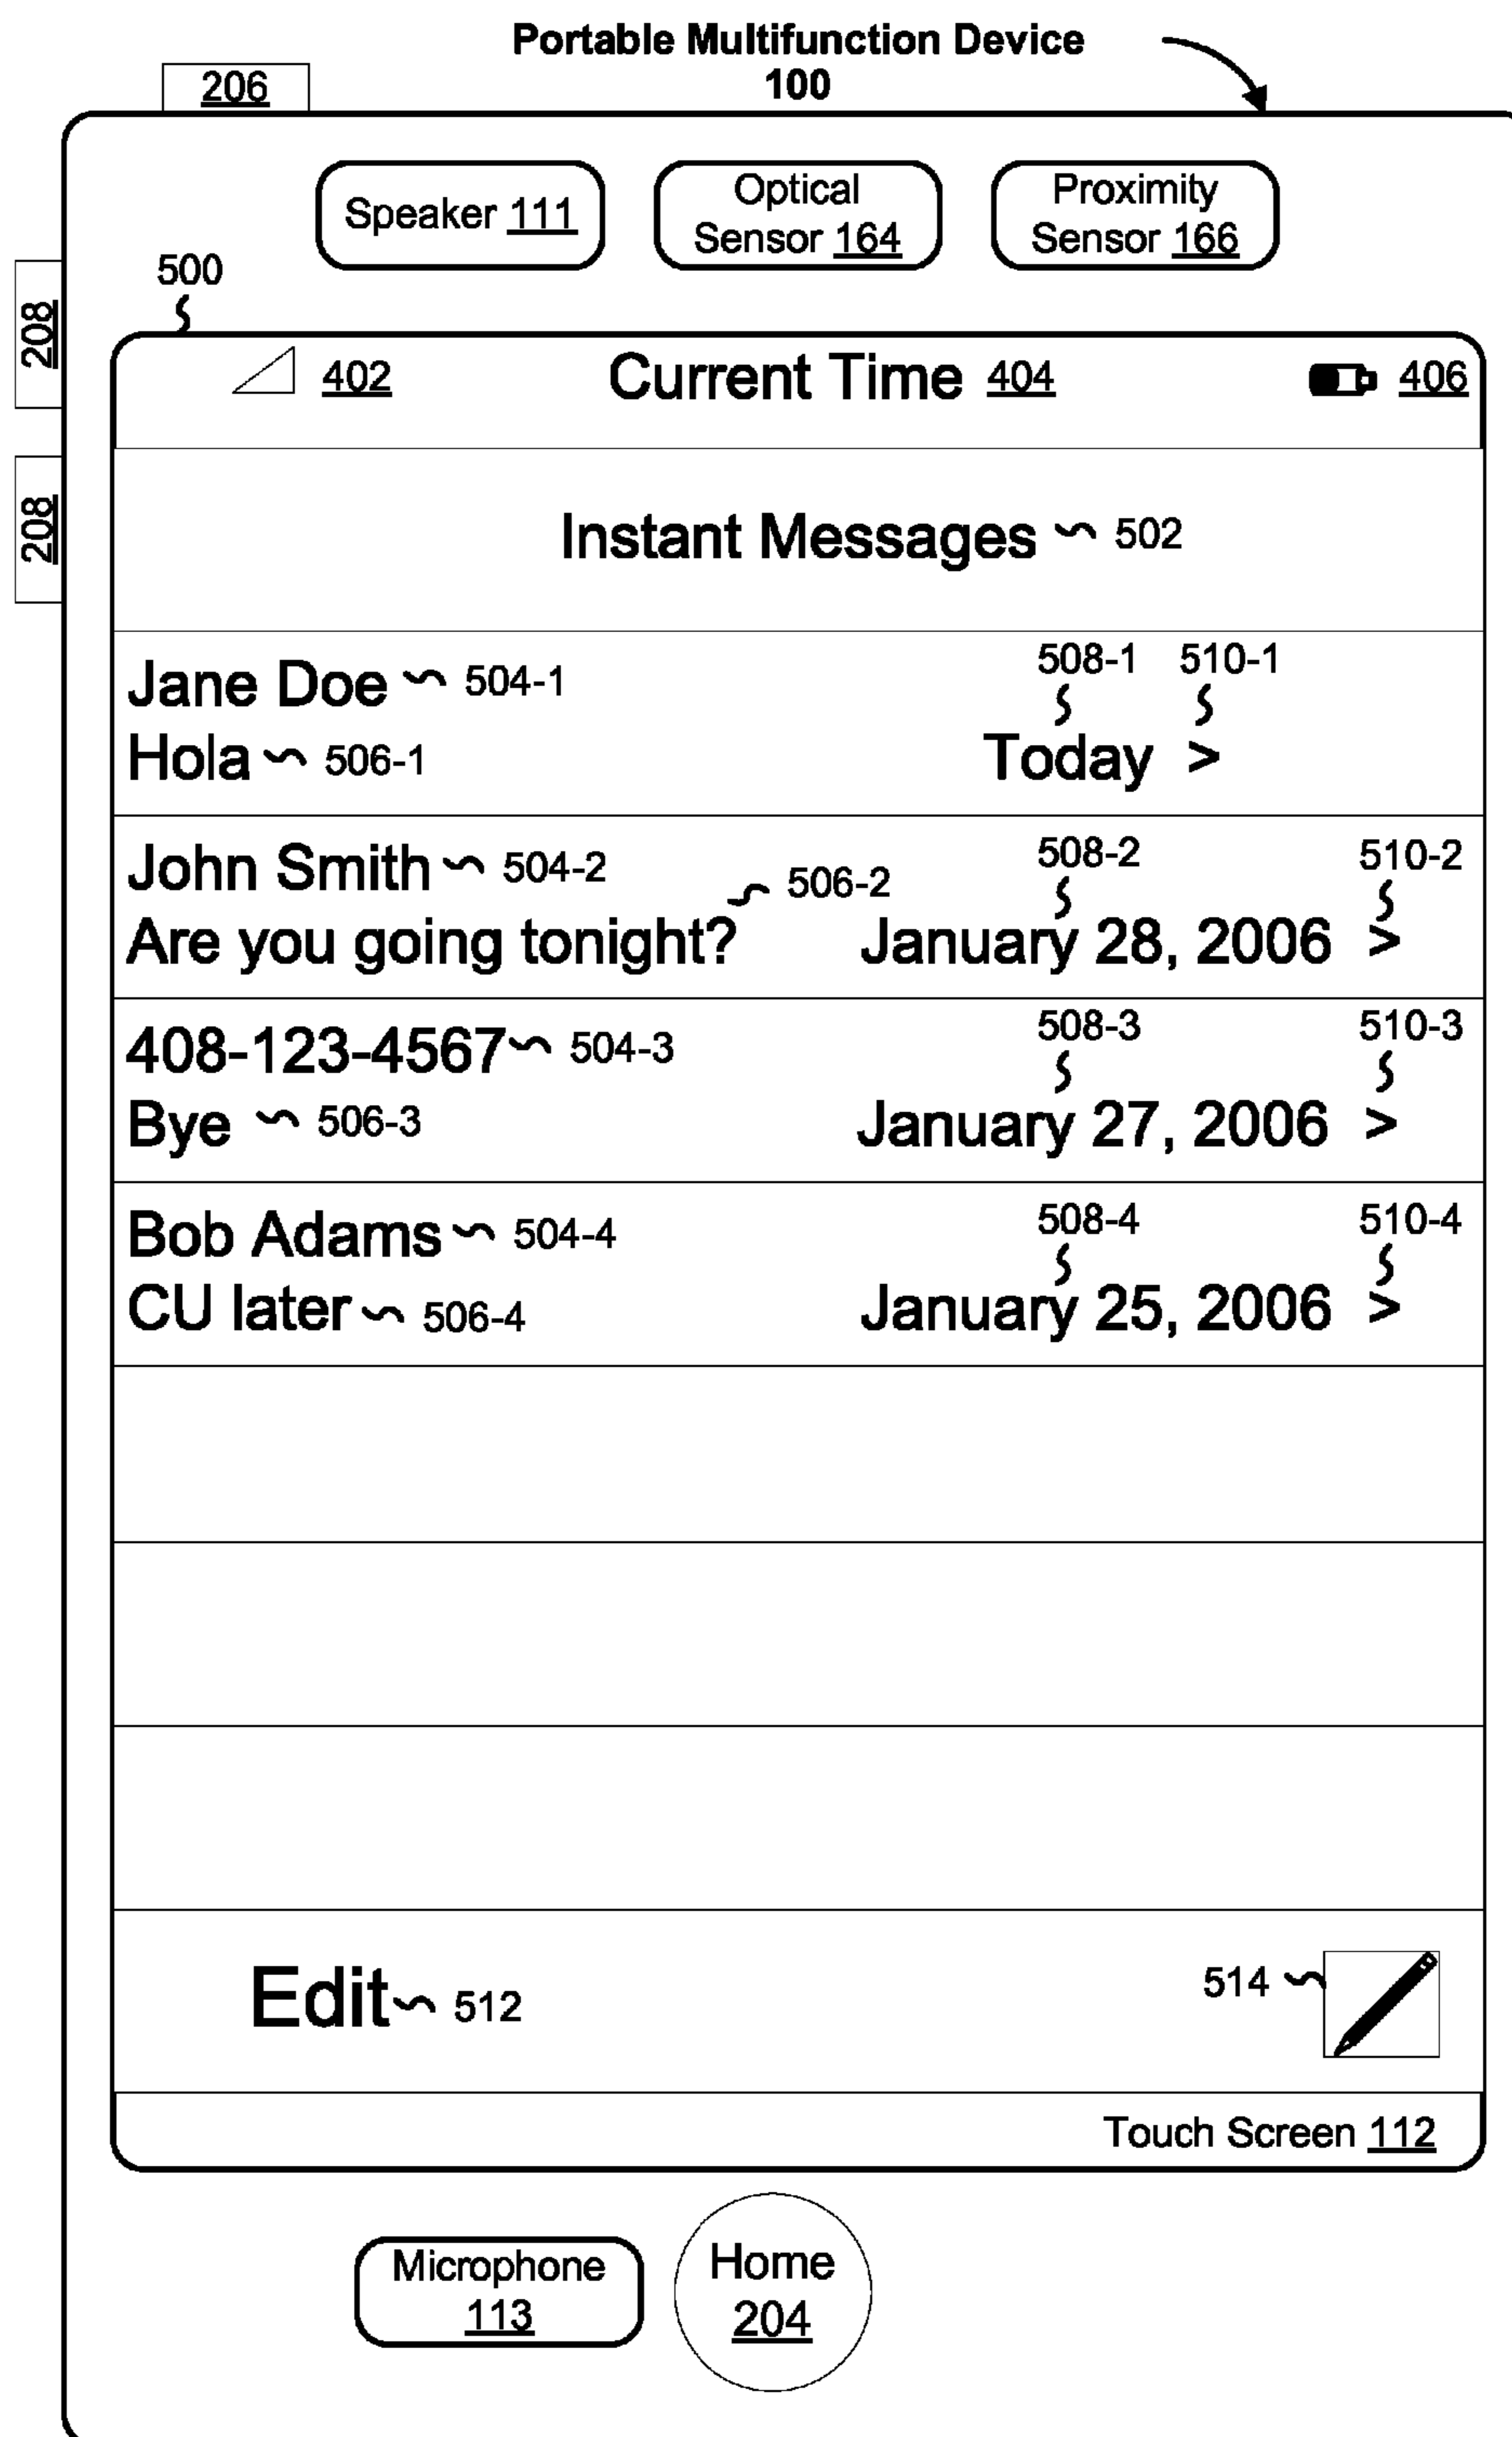 Portable Multifunction Device
100
206
Speaker 111
Optical
Sensor 164
Proximity
Sensor 166
500
208
208
402 Current Time 404 406
Instant Messages 502
Jane Doe 504-1 508-1 510-1
Hola 506-1 Today >
John Smith 504-2 506-2 508-2 510-2
Are you going tonight? January 28, 2006 >
408-123-4567 504-3 508-3 510-3
Bye 506-3 January 27, 2006 >
Bob Adams 504-4 508-4 510-4
CU later 506-4 January 25, 2006 >
Edit 512 514
Touch Screen 112
Microphone
113
Home
204